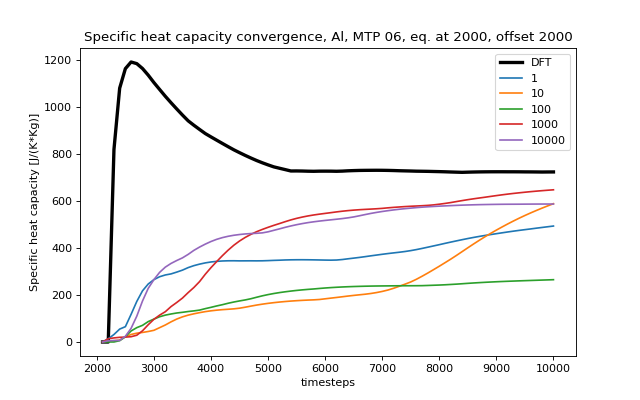 Specific heat capacity convergence, Al, MTP 06, eq. at 2000, offset 2000
Specific heat capacity [J/(K*Kg)]
1200
1000
800
600
400
200
0
DFT
1
10
100
1000
10000
2000 3000 4000 5000 6000 7000 8000 9000 10000
timesteps